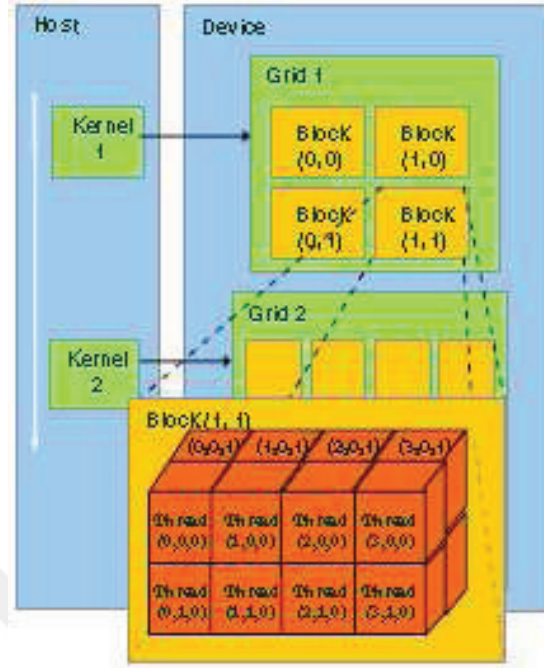 Host
Device
Grid 1
Kernel
1
Block
(0,0)
Block
(1,0)
Block
(0,1)
Block
(1,1)
Grid 2
Kernel
2
Block(1,1)
(0,0,1)
(1,0,1)
(2,0,1)
(3,0,1)
Thread
(0,0,0)
Thread
(1,0,0)
Thread
(2,0,0)
Thread
(3,0,0)
Thread
(0,1,0)
Thread
(1,1,0)
Thread
(2,1,0)
Thread
(3,1,0)